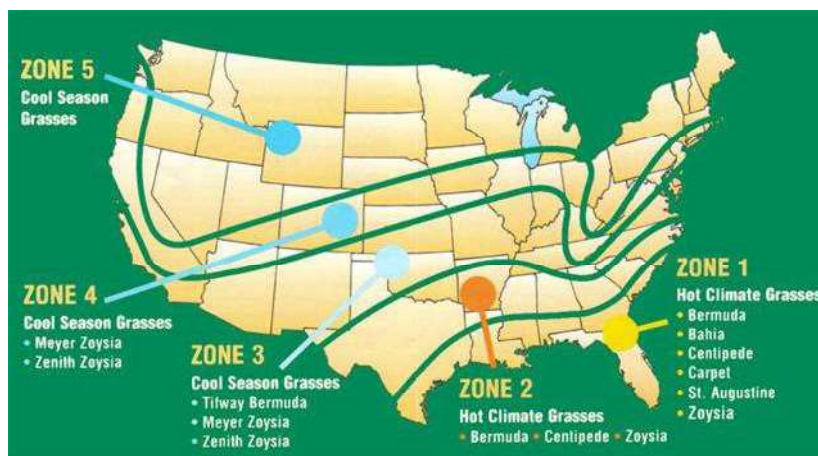 ZONE 5
Cool Season
Grasses
ZONE 4
Cool Season Grasses
• Meyer Zoysia
• Zenith Zoysia
ZONE 3
Cool Season Grasses
• Tifway Bermuda
• Meyer Zoysia
• Zenith Zoysia
ZONE 2
Hot Climate Grasses
• Bermuda • Centipede • Zoysia
ZONE 1
Hot Climate Grasses
• Bermuda
• Bahia
• Centipede
• Carpet
• St. Augustine
• Zoysia